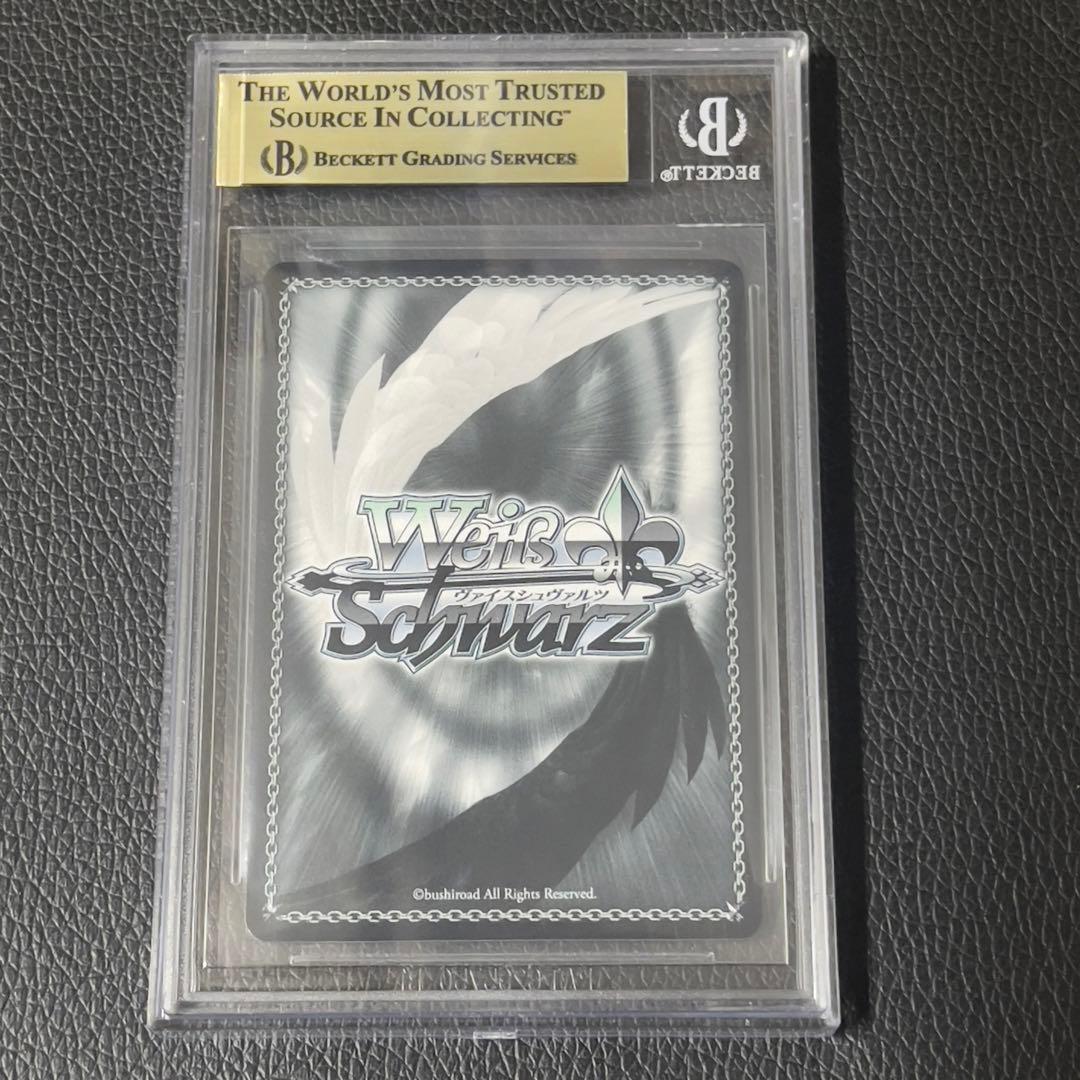 THE WORLD'S MOST TRUSTED
SOURCE IN COLLECTING™
B BECKETT GRADING SERVICES
B
BECKETT®
Weiß
ヴァイスシュヴァルツ
Schwarz
©bushiroad All Rights Reserved.